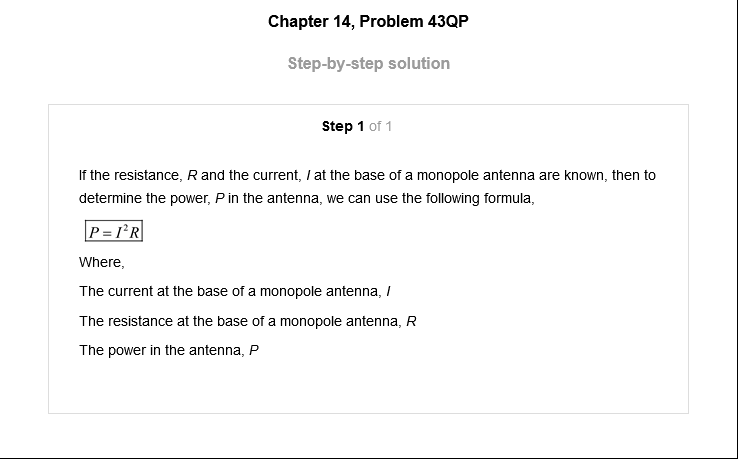 Chapter 14, Problem 43QP
Step-by-step solution
Step 1 of 1
If the resistance, R and the current, I at the base of a monopole antenna are known, then to
determine the power, P in the antenna, we can use the following formula,
P = I²R
Where,
The current at the base of a monopole antenna, I
The resistance at the base of a monopole antenna, R
The power in the antenna, P